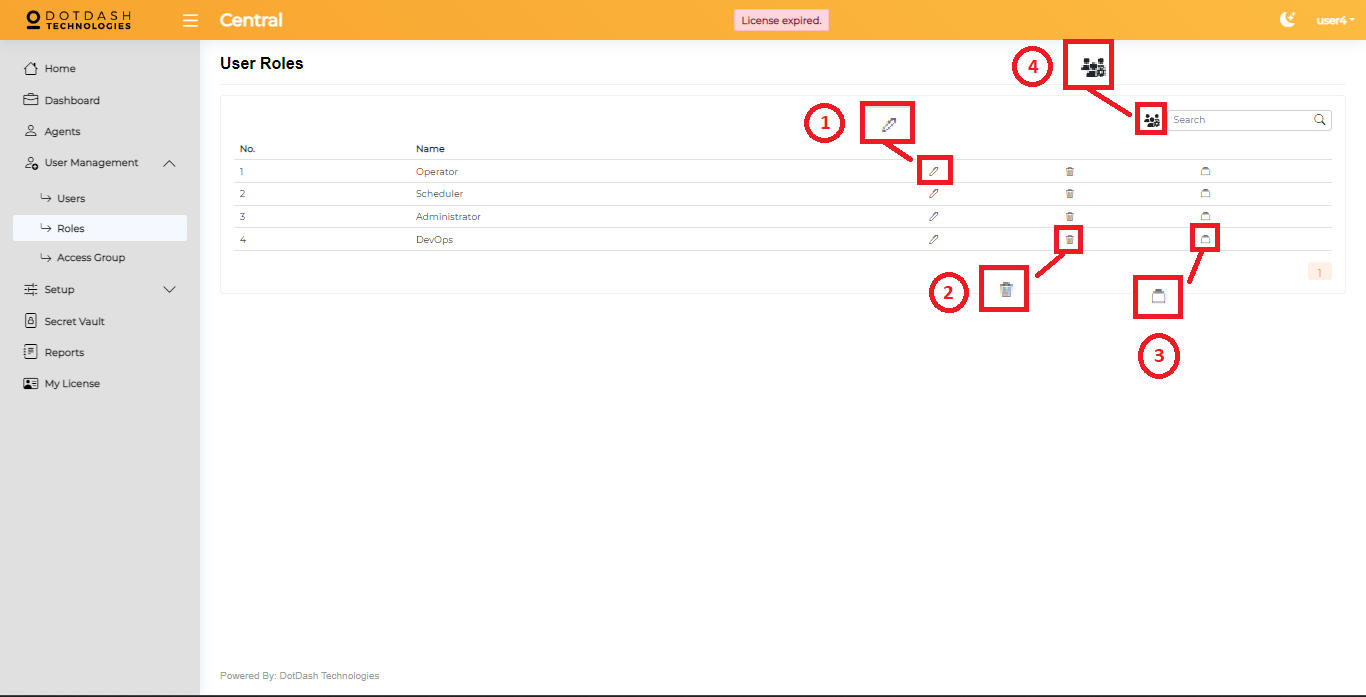 DOTDASH
TECHNOLOGIES
Central
License expired.
user4
Home
Dashboard
Agents
User Management
Users
Roles
Access Group
Setup
Secret Vault
Reports
My License
User Roles
4
1
Search
No. Name
1 Operator
2 Scheduler
3 Administrator
4 DevOps
1
2
3
Powered By: DotDash Technologies